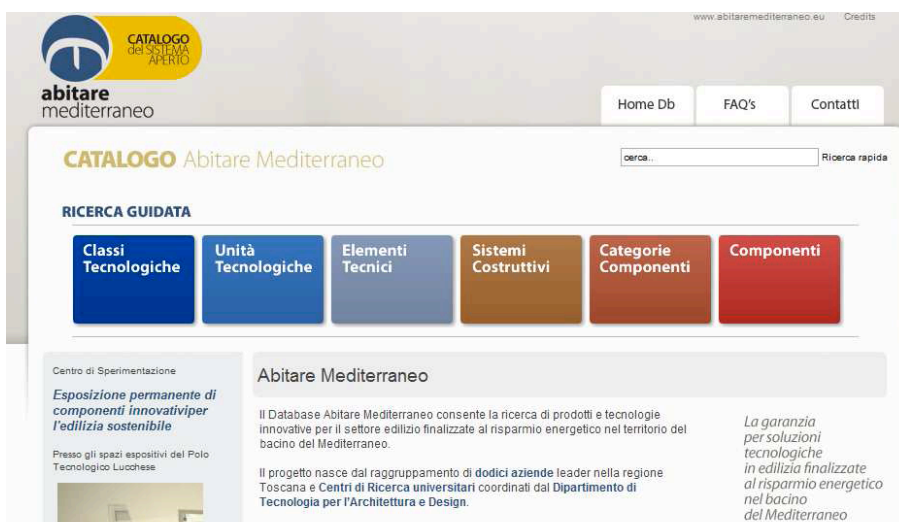 www.abitaremediterraneo.eu Credits
CATALOGO
del SISTEMA
APERTO
abitare
mediterraneo
Home Db FAQ's Contatti
CATALOGO Abitare Mediterraneo
cerca.. Ricerca rapida
RICERCA GUIDATA
Classi
Tecnologiche
Unità
Tecnologiche
Elementi
Tecnici
Sistemi
Costruttivi
Categorie
Componenti
Componenti
Centro di Sperimentazione
Esposizione permanente di
componenti innovativiper
l'edilizia sostenibile
Presso gli spazi espositivi del Polo
Tecnologico Lucchese
Abitare Mediterraneo
Il Database Abitare Mediterraneo consente la ricerca di prodotti e tecnologie
innovative per il settore edilizio finalizzate al risparmio energetico nel territorio del
bacino del Mediterraneo.
Il progetto nasce dal raggruppamento di dodici aziende leader nella regione
Toscana e Centri di Ricerca universitari coordinati dal Dipartimento di
Tecnologia per l'Architettura e Design.
La garanzia
per soluzioni
tecnologiche
in edilizia finalizzate
al risparmio energetico
nel bacino
del Mediterraneo